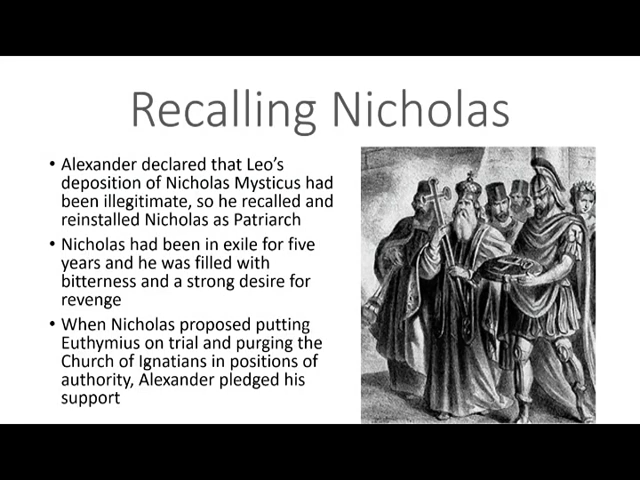 Recalling Nicholas
• Alexander declared that Leo's
deposition of Nicholas Mysticus had
been illegitimate, so he recalled and
reinstalled Nicholas as Patriarch
• Nicholas had been in exile for five
years and he was filled with
bitterness and a strong desire for
revenge
• When Nicholas proposed putting
Euthymius on trial and purging the
Church of Ignatians in positions of
authority, Alexander pledged his
support